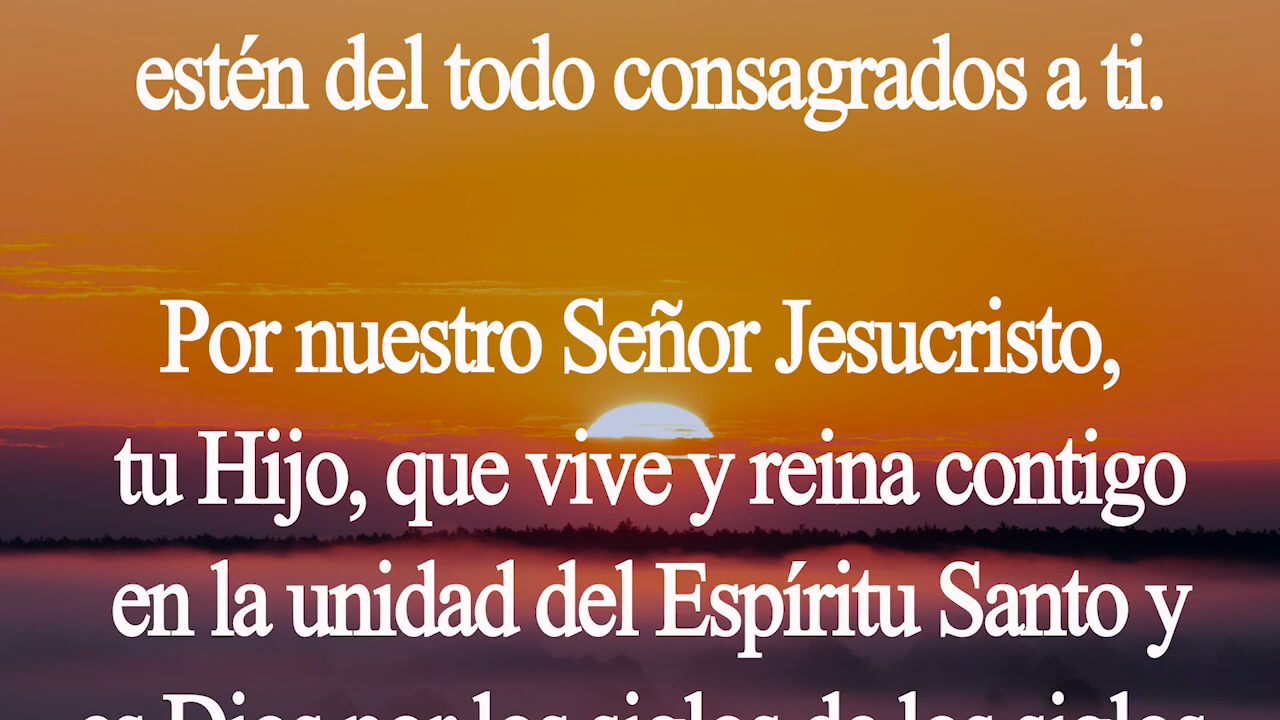 estén del todo consagrados a ti.
Por nuestro Señor Jesucristo,
tu Hijo, que vive y reina contigo
en la unidad del Espíritu Santo y
es Dios por los siglos de los siglos